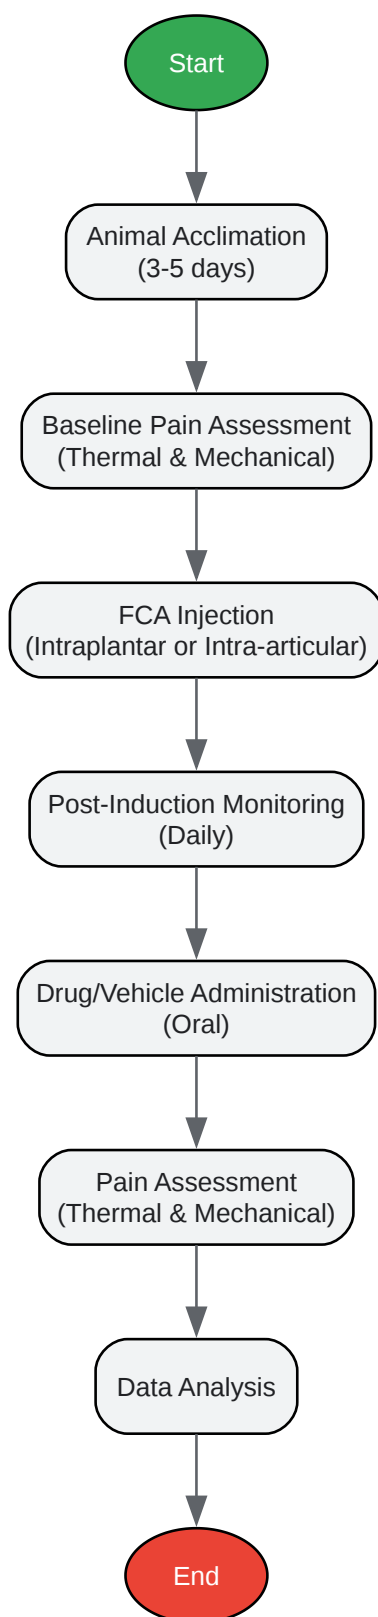 Start
Animal Acclimation
(3-5 days)
Baseline Pain Assessment
(Thermal & Mechanical)
FCA Injection
(Intraplantar or Intra-articular)
Post-Induction Monitoring
(Daily)
Drug/Vehicle Administration
(Oral)
Pain Assessment
(Thermal & Mechanical)
Data Analysis
End